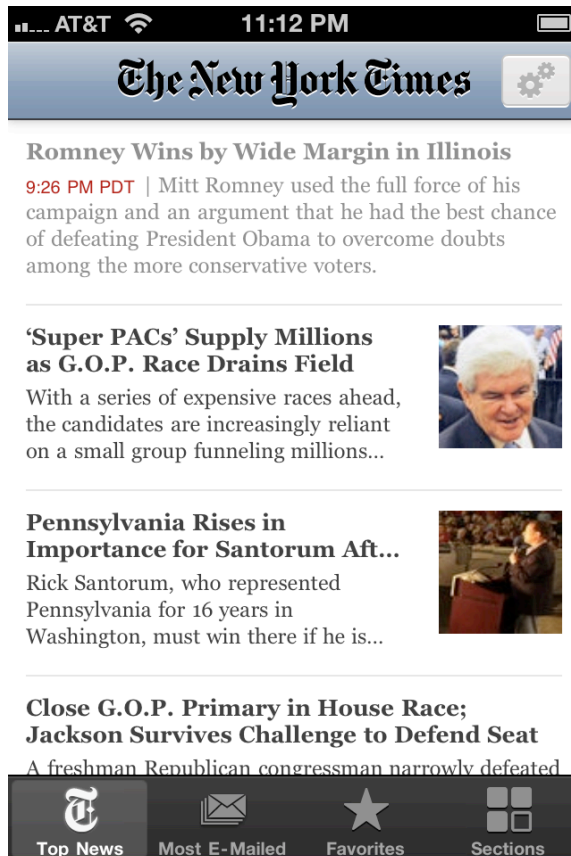 AT&T 11:12 PM
The New York Times
Romney Wins by Wide Margin in Illinois
9:26 PM PDT | Mitt Romney used the full force of his
campaign and an argument that he had the best chance
of defeating President Obama to overcome doubts
among the more conservative voters.
‘Super PACs’ Supply Millions
as G.O.P. Race Drains Field
With a series of expensive races ahead,
the candidates are increasingly reliant
on a small group funneling millions...
Pennsylvania Rises in
Importance for Santorum Aft...
Rick Santorum, who represented
Pennsylvania for 16 years in
Washington, must win there if he is...
Close G.O.P. Primary in House Race;
Jackson Survives Challenge to Defend Seat
A freshman Republican congressman narrowly defeated
Top News Most E-Mailed Favorites Sections